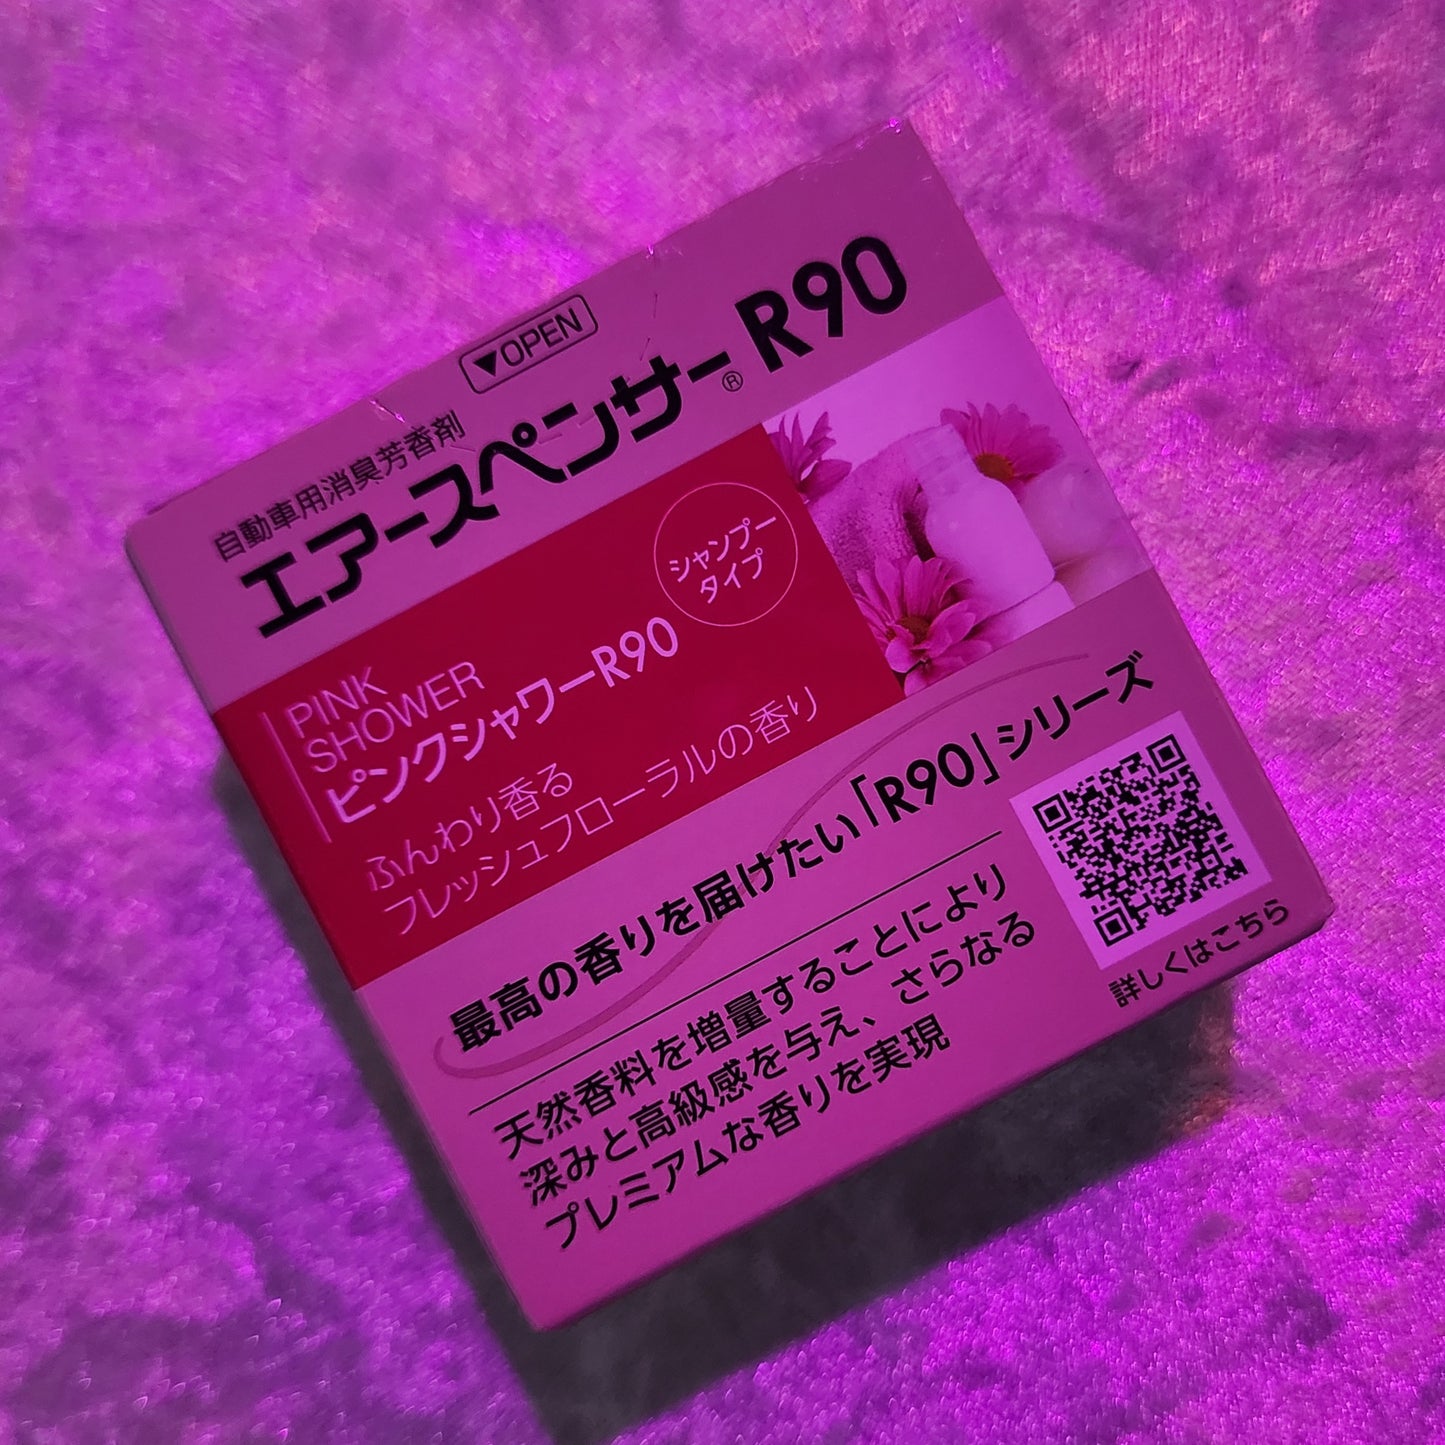 ▼OPEN
自動車用消臭芳香剤
エアースペンサー® R90
シャンプー
タイプ
PINK
SHOWER
ピンクシャワーR90
ふんわり香る
フレッシュフローラルの香り
最高の香りを届けたい「R90」シリーズ
天然香料を増量することにより
深みと高級感を与え、さらなる
プレミアムな香りを実現
詳しくはこちら